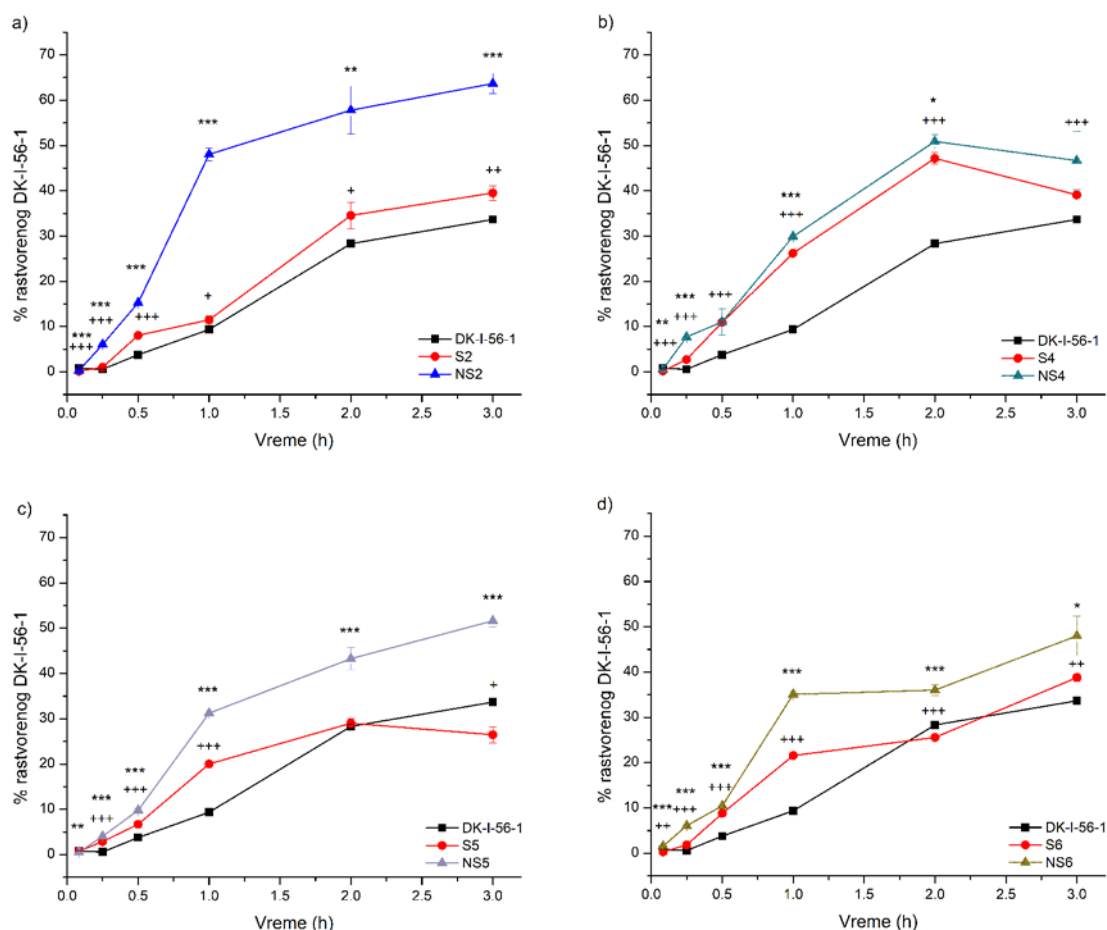 a)
% rastvorenog DK-I-56-1
70
60
50
40
30
20
10
0
0.0 0.5 1.0 1.5 2.0 2.5 3.0
Vreme (h)
*** +++
*** +++
*** +++
*** +
** +
*** ++
DK-I-56-1
S2
NS2
b)
% rastvorenog DK-I-56-1
70
60
50
40
30
20
10
0
0.0 0.5 1.0 1.5 2.0 2.5 3.0
Vreme (h)
** +++
*** +++
+++
*** +++
* +++
+++
DK-I-56-1
S4
NS4
c)
% rastvorenog DK-I-56-1
70
60
50
40
30
20
10
0
0.0 0.5 1.0 1.5 2.0 2.5 3.0
Vreme (h)
**
*** +++
*** +++
*** +++
***
*** +
DK-I-56-1
S5
NS5
d)
% rastvorenog DK-I-56-1
70
60
50
40
30
20
10
0
0.0 0.5 1.0 1.5 2.0 2.5 3.0
Vreme (h)
*** ++
*** +++
*** +++
*** +++
*** +++
* ++
DK-I-56-1
S6
NS6